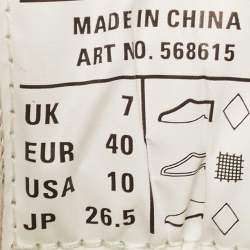 MADE IN CHINA
ART NO. 568615
UK 7
EUR 40
USA 10
JP 26.5